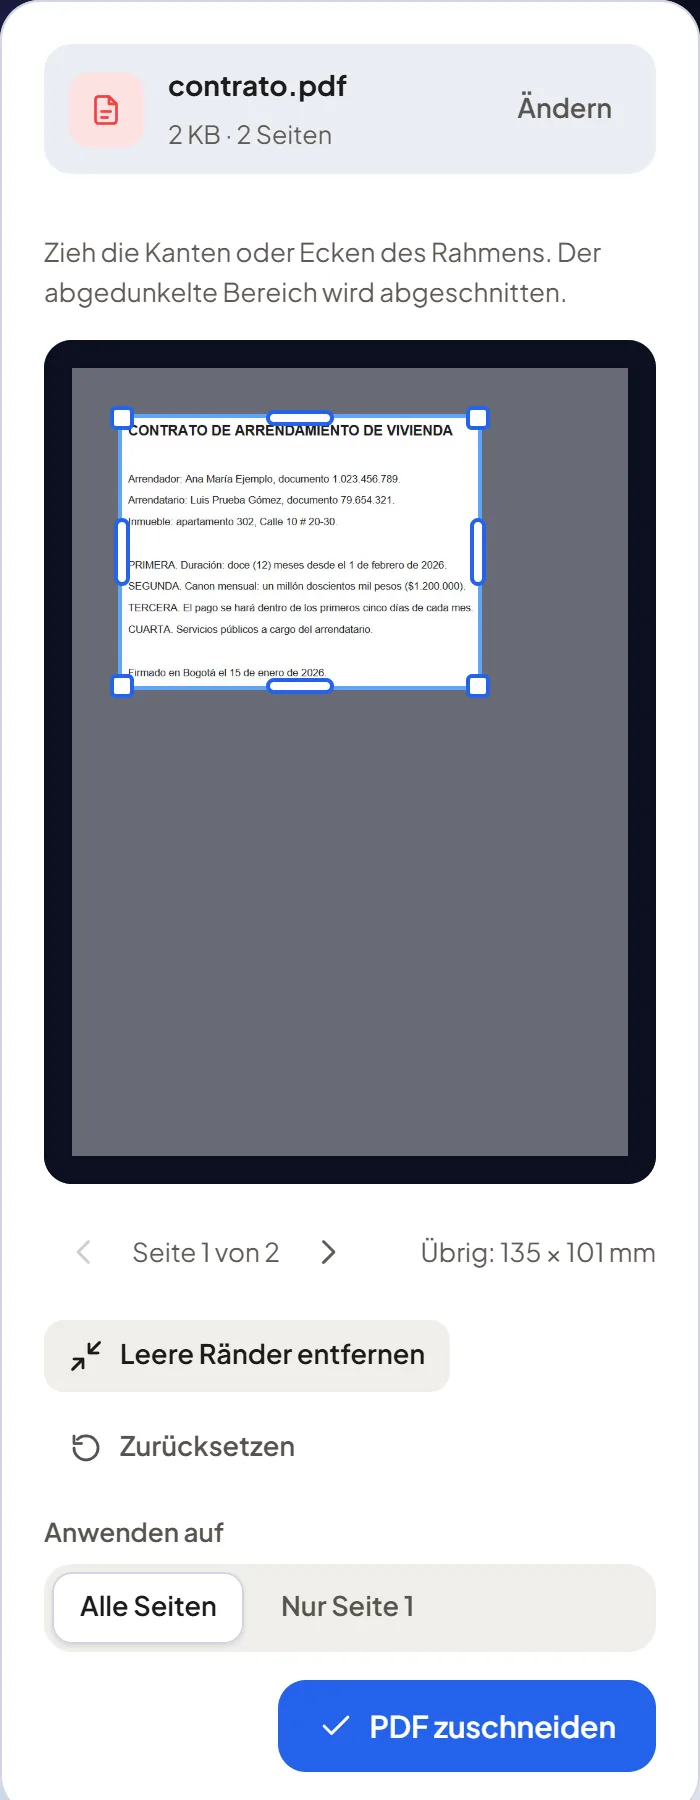 contrato.pdf
2 KB · 2 Seiten
Ändern
Zieh die Kanten oder Ecken des Rahmens. Der
abgedunkelte Bereich wird abgeschnitten.
CONTRATO DE ARRENDAMIENTO DE VIVIENDA
Arrendador: Ana María Ejemplo, documento 1.023.456.789.
Arrendatario: Luis Prueba Gómez, documento 79.654.321.
Inmueble: apartamento 302, Calle 10 # 20-30.
PRIMERA. Duración: doce (12) meses desde el 1 de febrero de 2026.
SEGUNDA. Canon mensual: un millón doscientos mil pesos ($1.200.000).
TERCERA. El pago se hará dentro de los primeros cinco días de cada mes.
CUARTA. Servicios públicos a cargo del arrendatario.
Firmado en Bogotá el 15 de enero de 2026.
Seite 1 von 2
Übrig: 135 × 101 mm
Leere Ränder entfernen
Zurücksetzen
Anwenden auf
Alle Seiten
Nur Seite 1
PDF zuschneiden